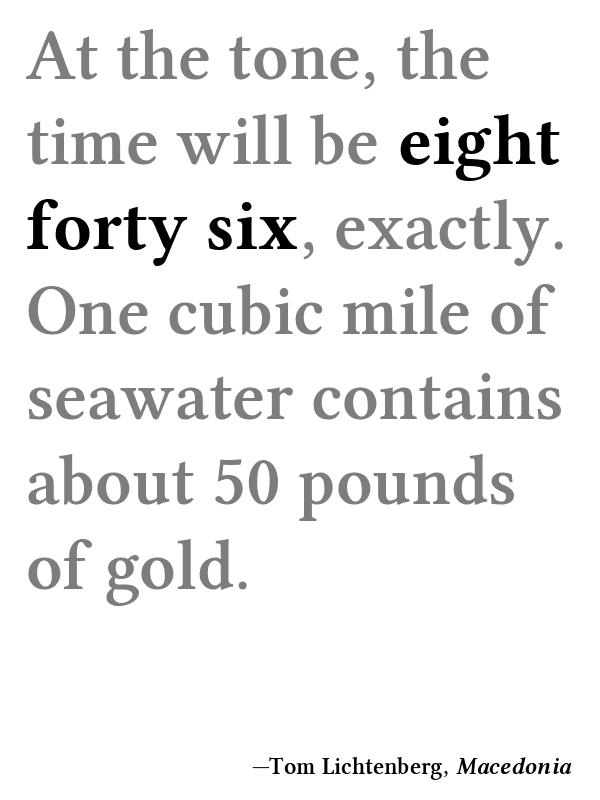 At the tone, the
time will be eight
forty six, exactly.
One cubic mile of
seawater contains
about 50 pounds
of gold.
—Tom Lichtenberg, Macedonia